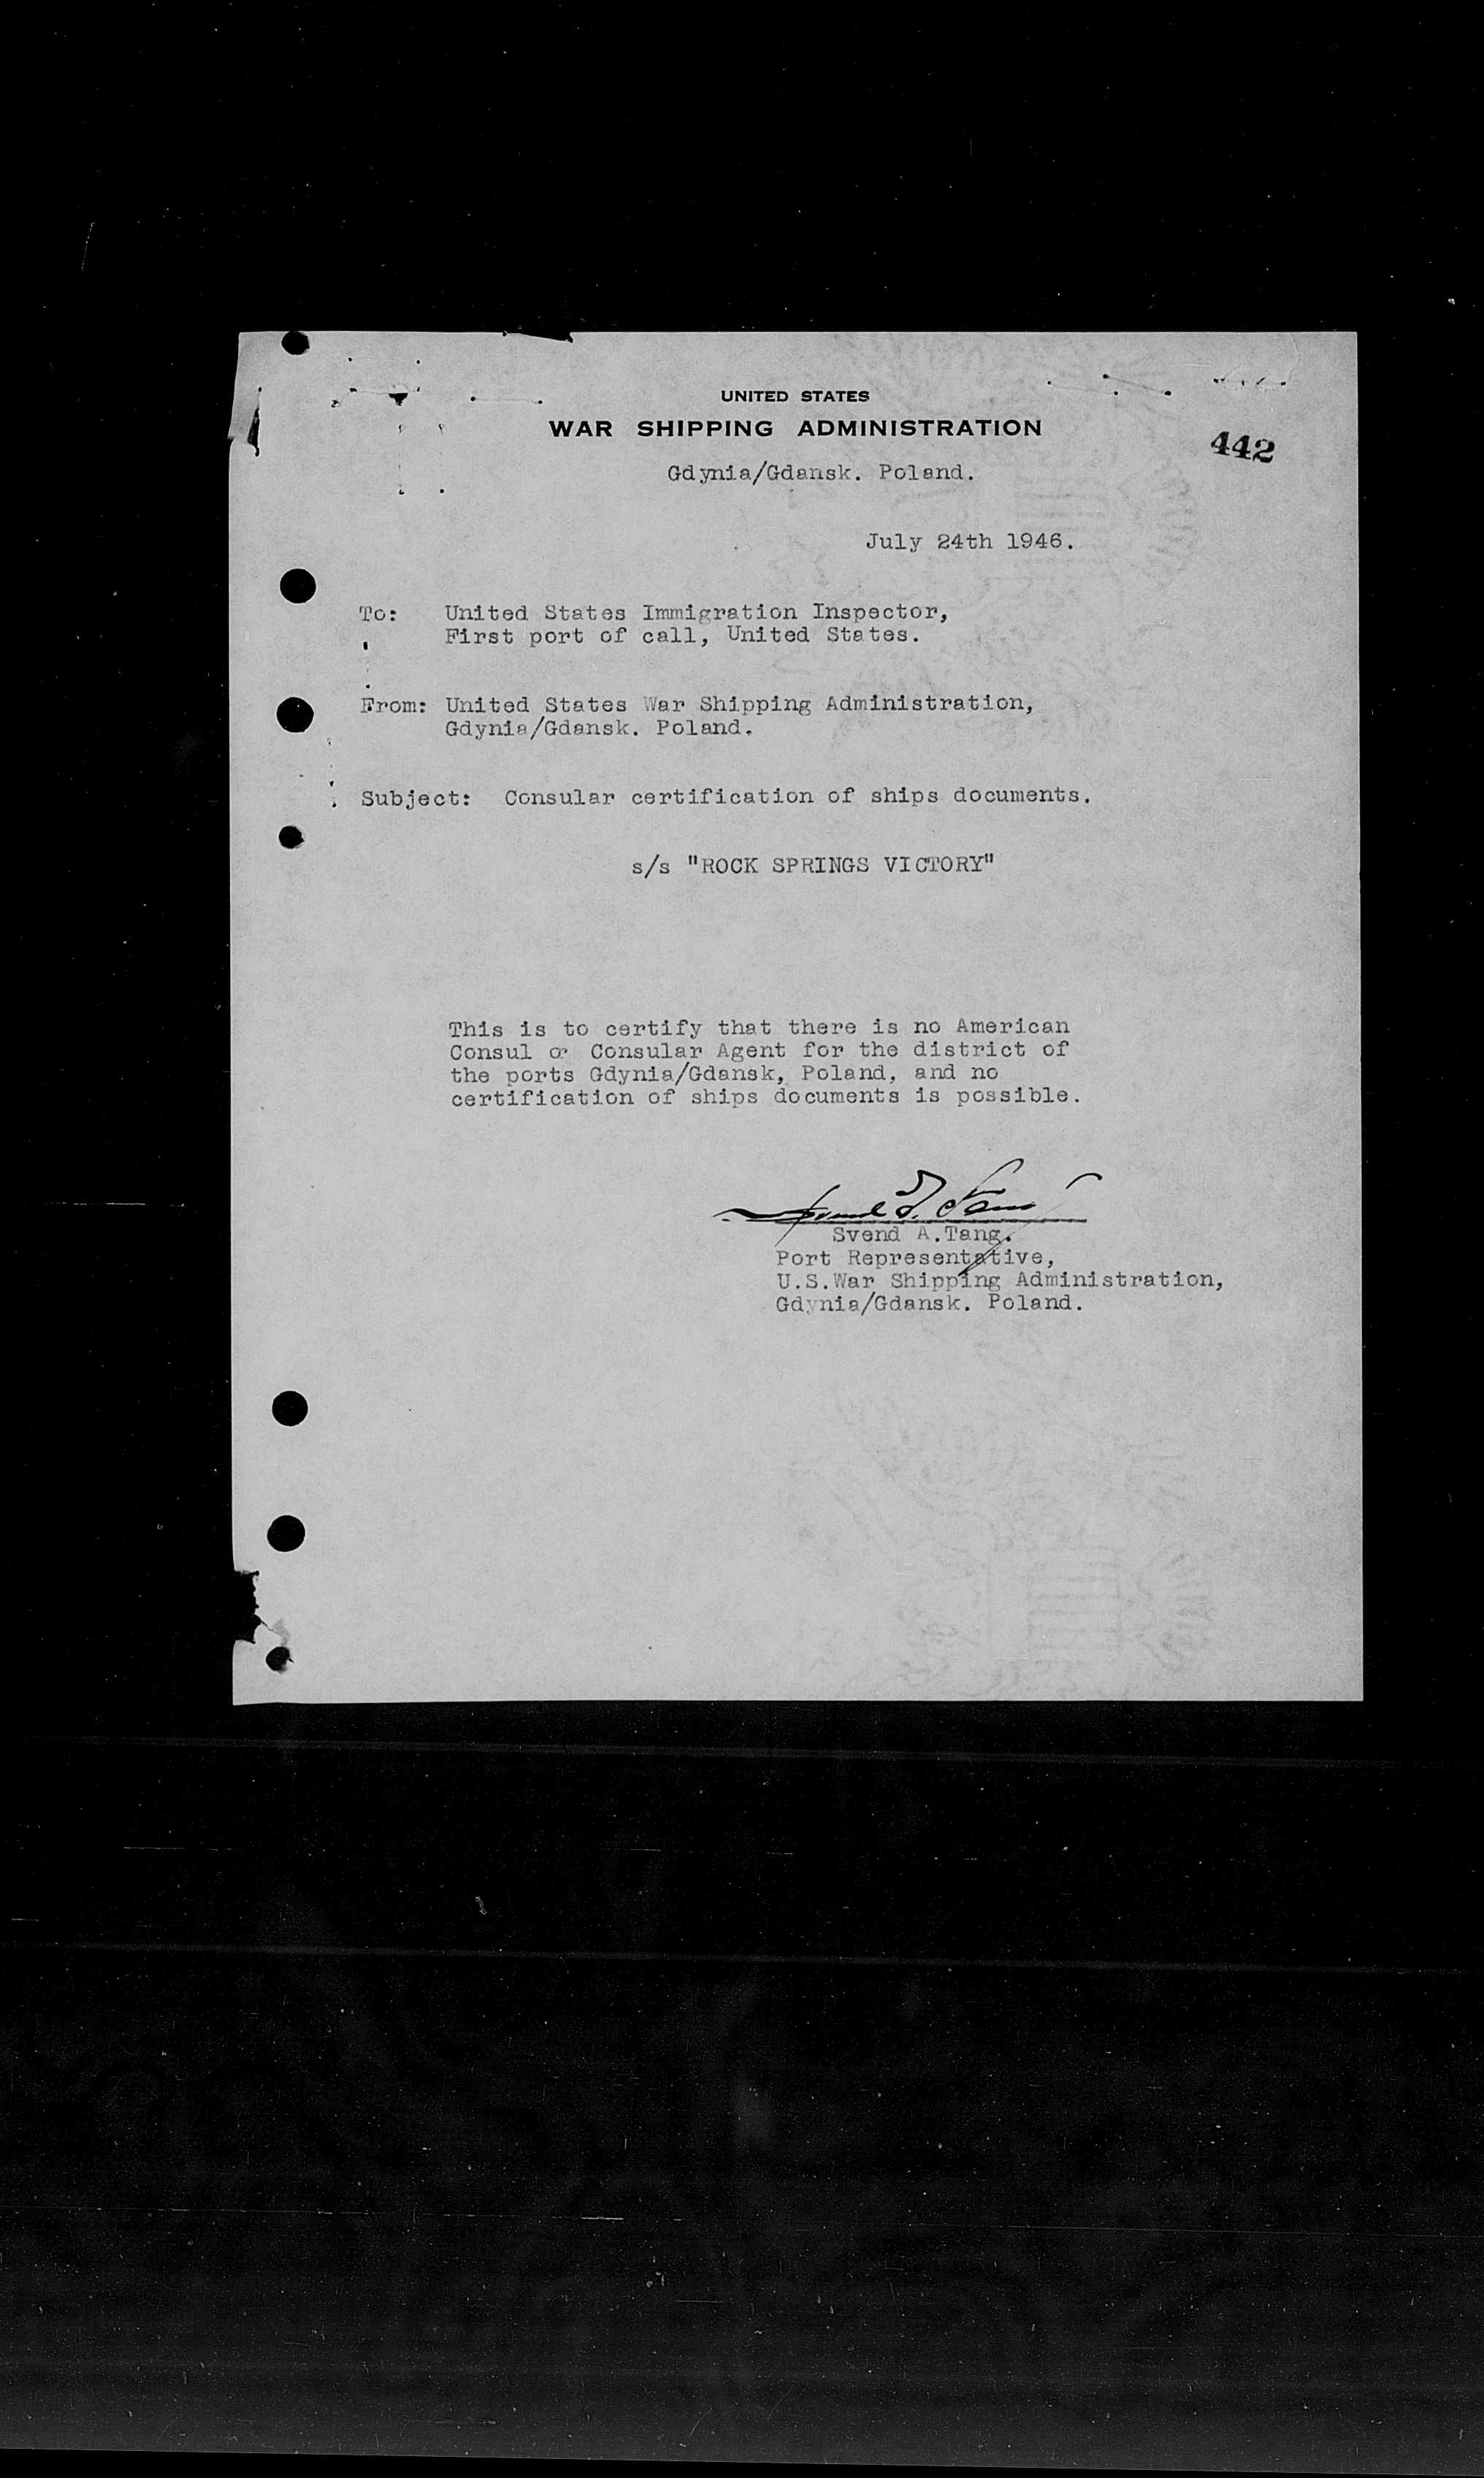 UNITED STATES
WAR SHIPPING ADMINISTRATION
442
Gdynia/Gdansk. Poland.
July 24th 1946.
To: United States Immigration Inspector,
First port of call, United States.
From: United States War Shipping Administration,
Gdynia/Gdansk. Poland.
Subject: Consular certification of ships documents.
s/s "ROCK SPRINGS VICTORY"
This is to certify that there is no American
Consul or Consular Agent for the district of
the ports Gdynia/Gdansk, Poland, and no
certification of ships documents is possible.
Svend A.Tang.
Port Representative,
U.S.War Shipping Administration,
Gdynia/Gdansk. Poland.